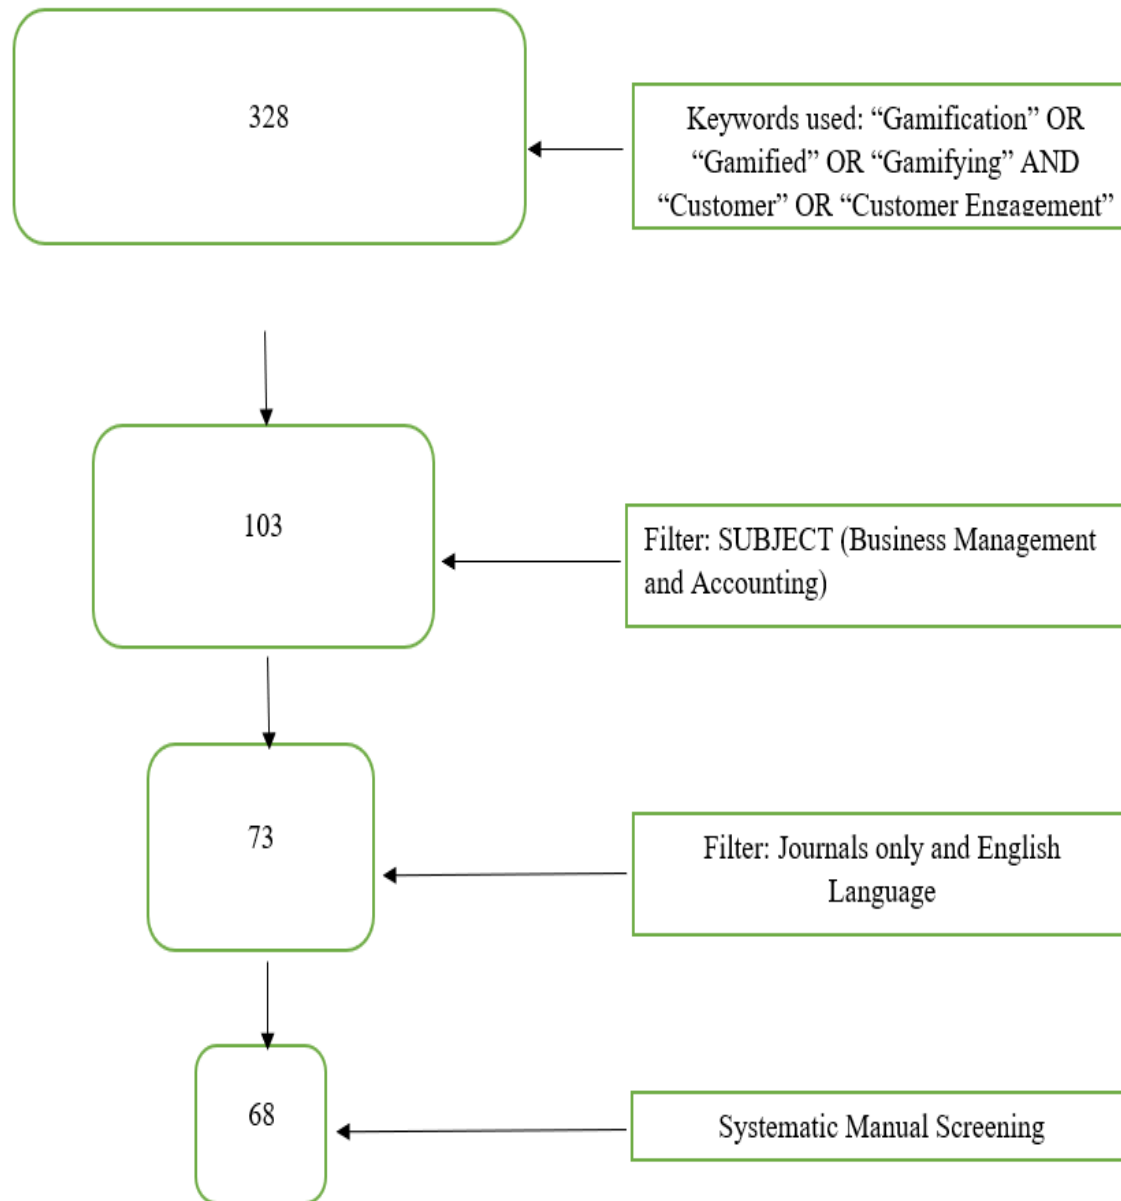 328
Keywords used: “Gamification” OR
“Gamified” OR “Gamifying” AND
“Customer” OR “Customer Engagement”
103
Filter: SUBJECT (Business Management
and Accounting)
73
Filter: Journals only and English
Language
68
Systematic Manual Screening